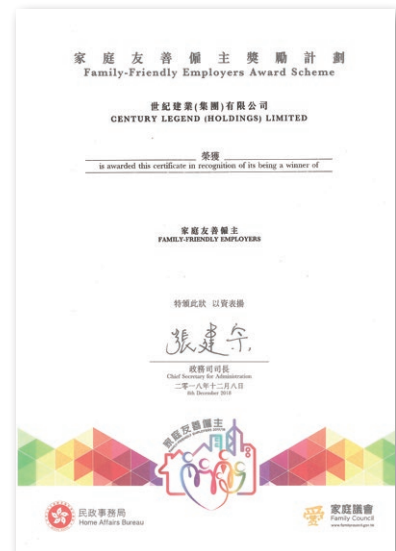 家庭友善僱主獎勵計劃
Family-Friendly Employers Award Scheme
世紀建業(集團)有限公司
CENTURY LEGEND (HOLDINGS) LIMITED
榮獲
is awarded this certificate in recognition of its being a winner of
家庭友善僱主
FAMILY-FRIENDLY EMPLOYERS
特頒此狀 以資表揚
張建宗
政務司司長
Chief Secretary for Administration
二零一八年十二月八日
8th December 2018
家庭友善僱主
民政事務局
Home Affairs Bureau
家庭議會
Family Council